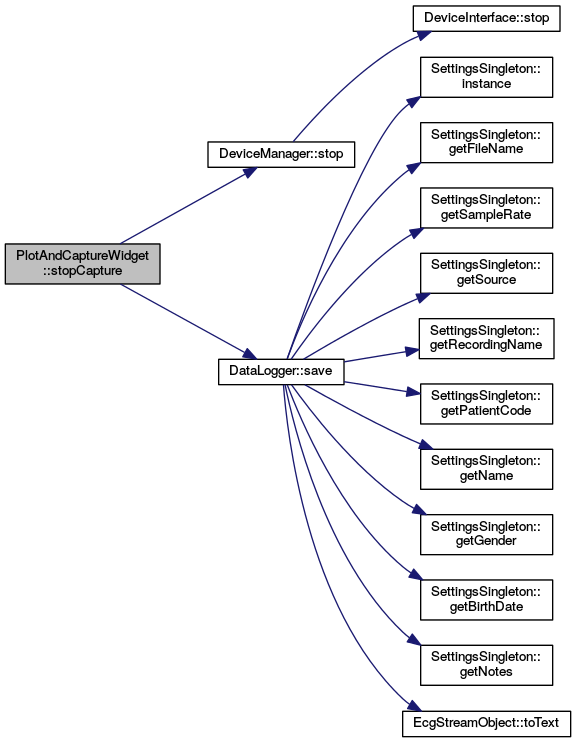 DeviceInterface::stop
SettingsSingleton::
instance
DeviceManager::stop
SettingsSingleton::
getFileName
SettingsSingleton::
getSampleRate
PlotAndCaptureWidget
::stopCapture
SettingsSingleton::
getSource
SettingsSingleton::
getRecordingName
DataLogger::save
SettingsSingleton::
getPatientCode
SettingsSingleton::
getName
SettingsSingleton::
getGender
SettingsSingleton::
getBirthDate
SettingsSingleton::
getNotes
EcgStreamObject::toText